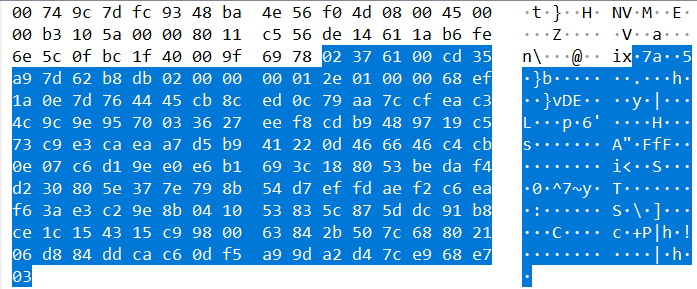 00 74 9c 7d fc 93 48 ba 4e 56 f0 4d 08 00 45 00 ·t·}··H· NV·M··E·
00 b3 10 5a 00 00 80 11 c5 56 de 14 61 1a b6 fe ···Z···· ·V··a···
6e 5c 0f bc 1f 40 00 9f 69 78 02 37 61 00 cd 35 n\···@·· ix·7a··5
a9 7d 62 b8 db 02 00 00 00 01 2e 01 00 00 68 ef ·}b····· ··.···h·
1a 0e 7d 76 44 45 cb 8c ed 0c 79 aa 7c cf ea c3 ··}vDE·· ··y·|···
4c 9c 9e 95 70 03 36 27 ee f8 cd b9 48 97 19 c5 L···p·6' ····H···
73 c9 e3 ca ea a7 d5 b9 41 22 0d 46 66 46 c4 cb s······· A"·FfF··
0e 07 c6 d1 9e e0 e6 b1 69 3c 18 80 53 be da f4 ········ i<··S···
d2 30 80 5e 37 7e 79 8b 54 d7 ef fd ae f2 c6 ea ·0·^7~y· T·······
f6 3a e3 c2 9e 8b 04 10 53 83 5c 87 5d dc 91 b8 ·:······ S·\·]···
ce 1c 15 43 15 c9 98 00 63 84 2b 50 7c 68 80 21 ···C···· c·+P|h·!
06 d8 84 dd ca c6 0d f5 a9 9d a2 d4 7c e9 68 e7 ········ ····|·h·
03 ·